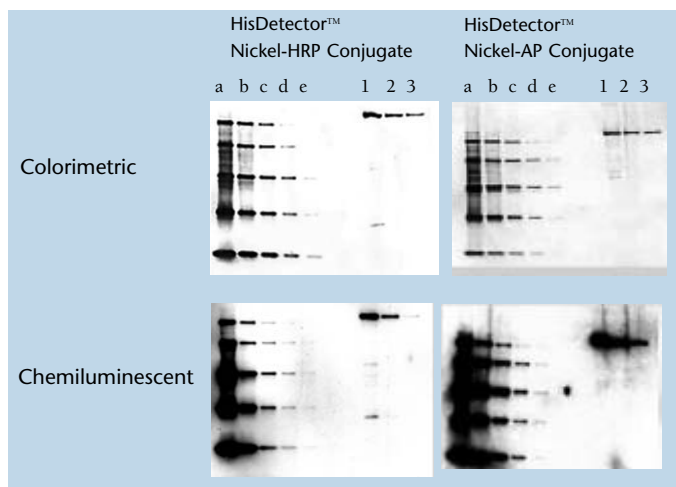 HisDetector™
Nickel-HRP Conjugate
HisDetector™
Nickel-AP Conjugate
a b c d e 1 2 3
a b c d e 1 2 3
Colorimetric
Chemiluminescent